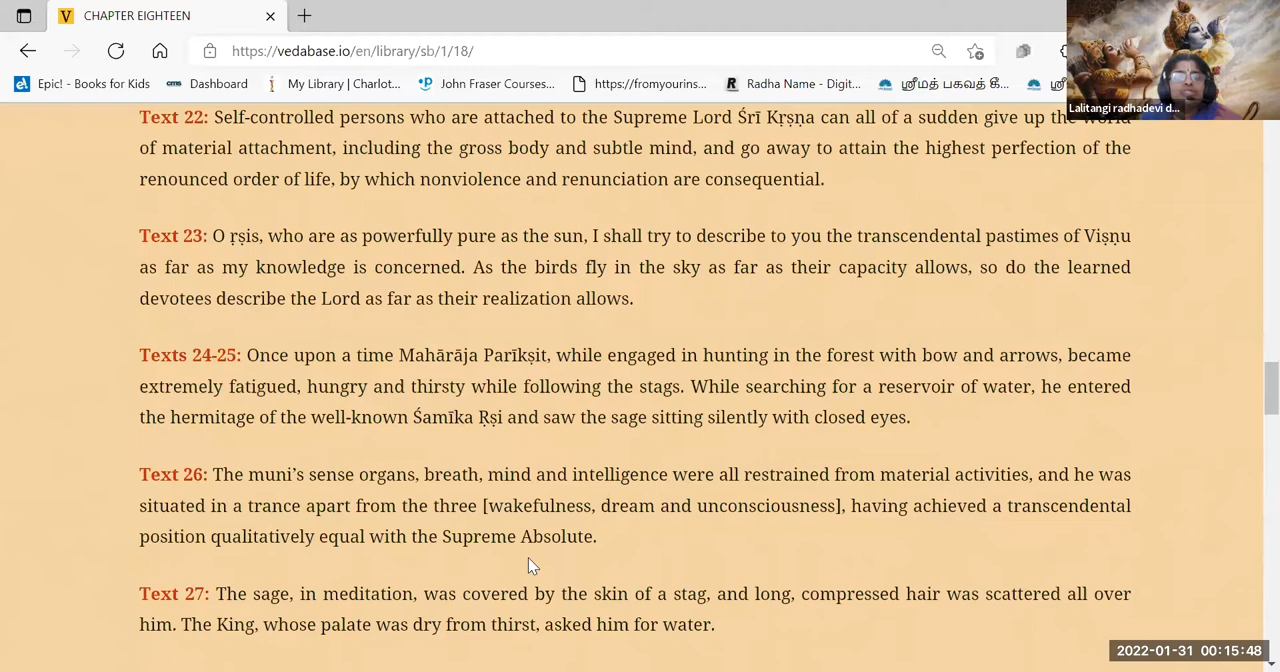 CHAPTER EIGHTEEN
https://vedabase.io/en/library/sb/1/18/
Epic! - Books for Kids
cms Dashboard
My Library | Charlot...
John Fraser Courses...
https://fromyourins...
Radha Name - Digit...
ஸ்ரீமத் பகவத் கீ...
Lalitangi radhadevi d...
Text 22: Self-controlled persons who are attached to the Supreme Lord Śrī Kṛṣṇa can all of a sudden give up the world
of material attachment, including the gross body and subtle mind, and go away to attain the highest perfection of the
renounced order of life, by which nonviolence and renunciation are consequential.
Text 23: O ṛṣis, who are as powerfully pure as the sun, I shall try to describe to you the transcendental pastimes of Viṣṇu
as far as my knowledge is concerned. As the birds fly in the sky as far as their capacity allows, so do the learned
devotees describe the Lord as far as their realization allows.
Texts 24-25: Once upon a time Mahārāja Parīkṣit, while engaged in hunting in the forest with bow and arrows, became
extremely fatigued, hungry and thirsty while following the stags. While searching for a reservoir of water, he entered
the hermitage of the well-known Śamīka Ṛṣi and saw the sage sitting silently with closed eyes.
Text 26: The muni’s sense organs, breath, mind and intelligence were all restrained from material activities, and he was
situated in a trance apart from the three [wakefulness, dream and unconsciousness], having achieved a transcendental
position qualitatively equal with the Supreme Absolute.
Text 27: The sage, in meditation, was covered by the skin of a stag, and long, compressed hair was scattered all over
him. The King, whose palate was dry from thirst, asked him for water.
2022-01-31 00:15:48